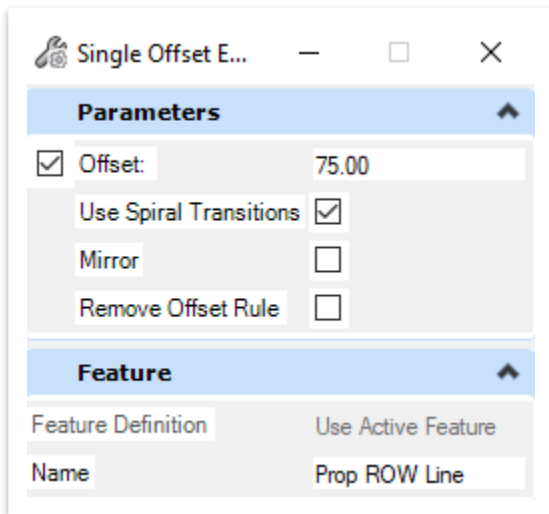 Single Offset E...
Parameters
Offset: 75.00
Use Spiral Transitions
Mirror
Remove Offset Rule
Feature
Feature Definition Use Active Feature
Name Prop ROW Line